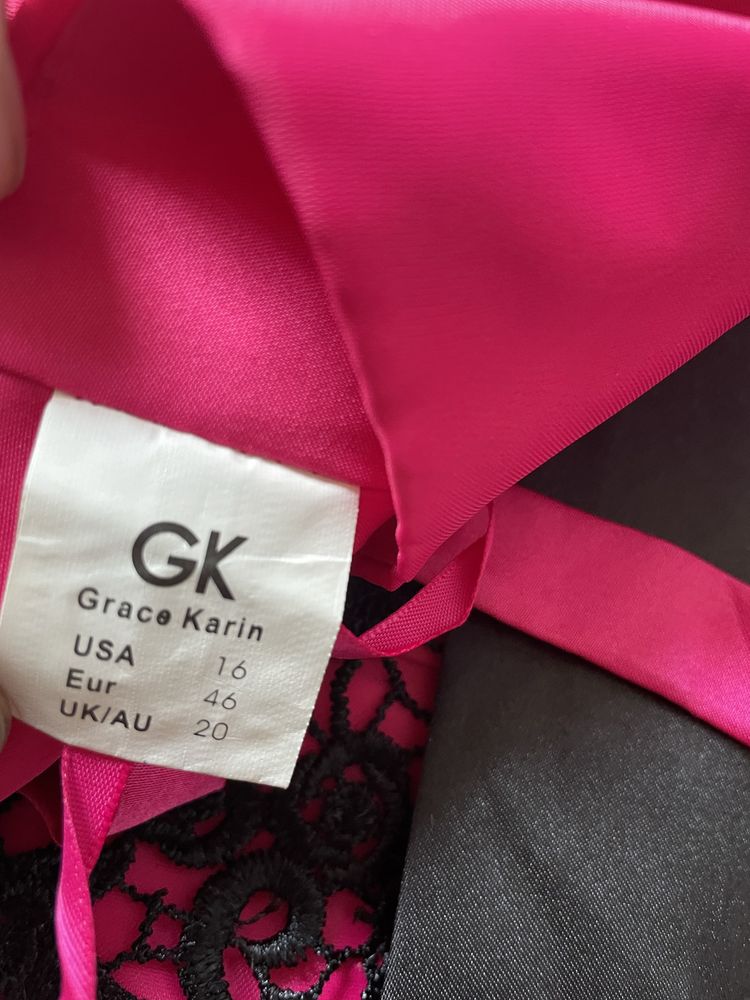 GK
Grace Karin
USA 16
Eur 46
UK/AU 20